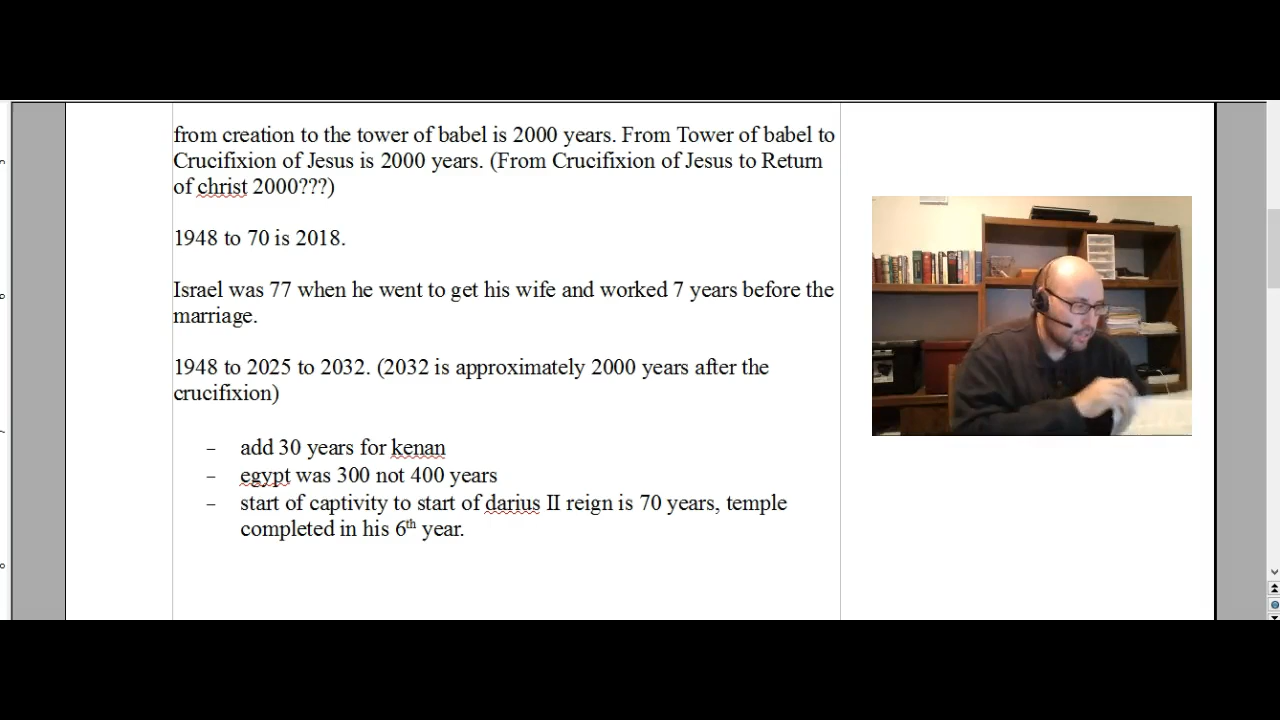 from creation to the tower of babel is 2000 years. From Tower of babel to
Crucifixion of Jesus is 2000 years. (From Crucifixion of Jesus to Return
of christ 2000???)
1948 to 70 is 2018.
Israel was 77 when he went to get his wife and worked 7 years before the
marriage.
1948 to 2025 to 2032. (2032 is approximately 2000 years after the
crucifixion)
– add 30 years for kenan
– egypt was 300 not 400 years
– start of captivity to start of darius II reign is 70 years, temple
completed in his 6th year.